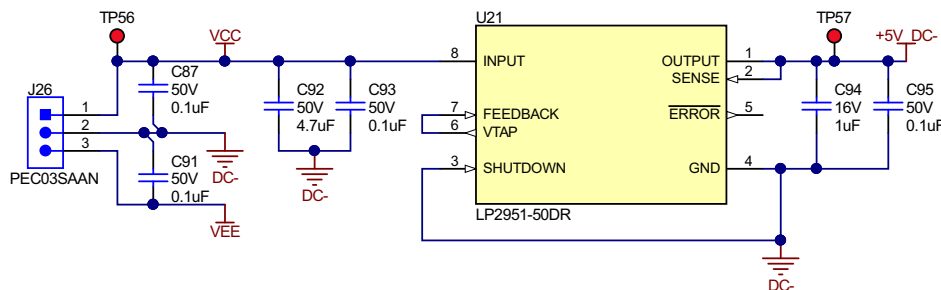 TP56
VCC
J26
1
2
3
PEC03SAAN
C87
50V
0.1uF
C91
50V
0.1uF
DC-
VEE
C92
50V
4.7uF
C93
50V
0.1uF
DC-
U21
8 INPUT OUTPUT 1
SENSE 2
7 FEEDBACK ERROR 5
6 VTAP
3 SHUTDOWN GND 4
LP2951-50DR
TP57
+5V_DC-
C94
16V
1uF
C95
50V
0.1uF
DC-